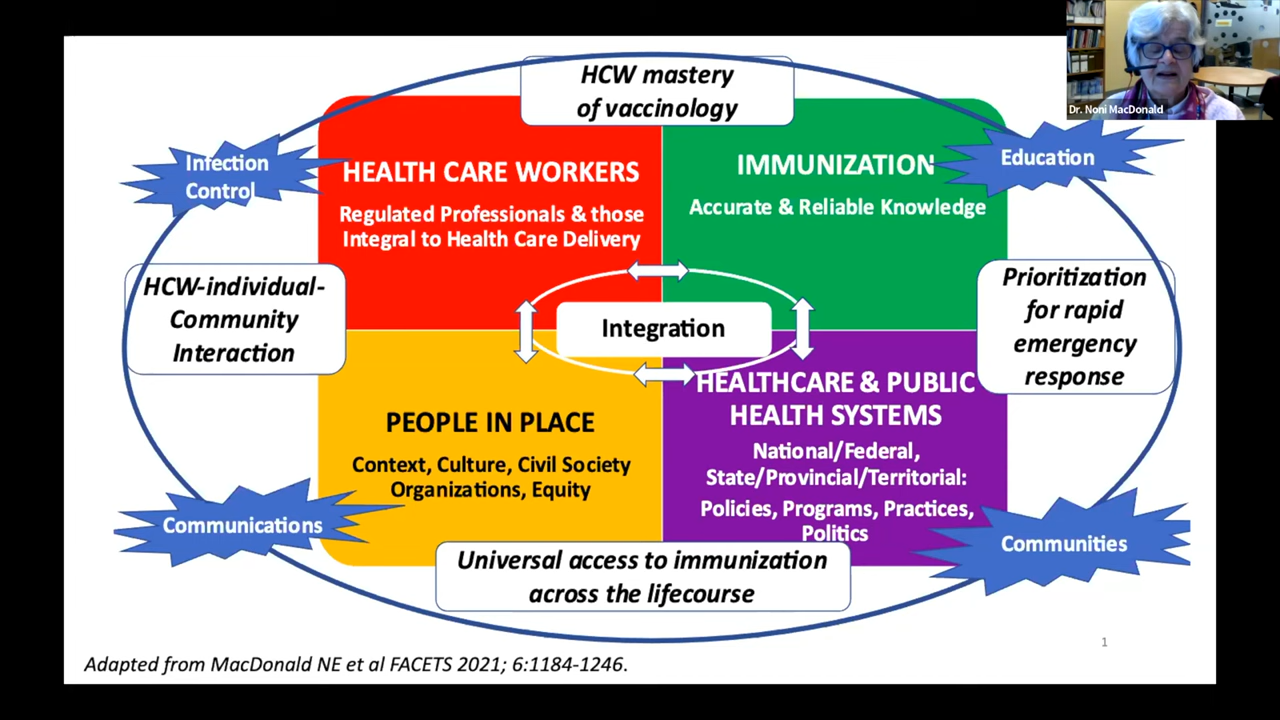 HCW mastery
of vaccinology
Dr. Noni MacDonald
Infection
Control
HEALTH CARE WORKERS
Regulated Professionals & those
Integral to Health Care Delivery
IMMUNIZATION
Accurate & Reliable Knowledge
Education
HCW-individual-
Community
Interaction
Integration
Prioritization
for rapid
emergency
response
PEOPLE IN PLACE
Context, Culture, Civil Society
Organizations, Equity
HEALTHCARE & PUBLIC
HEALTH SYSTEMS
National/Federal,
State/Provincial/Territorial:
Policies, Programs, Practices,
Politics
Communications
Communities
Universal access to immunization
across the lifecourse
1
Adapted from MacDonald NE et al FACETS 2021; 6:1184-1246.